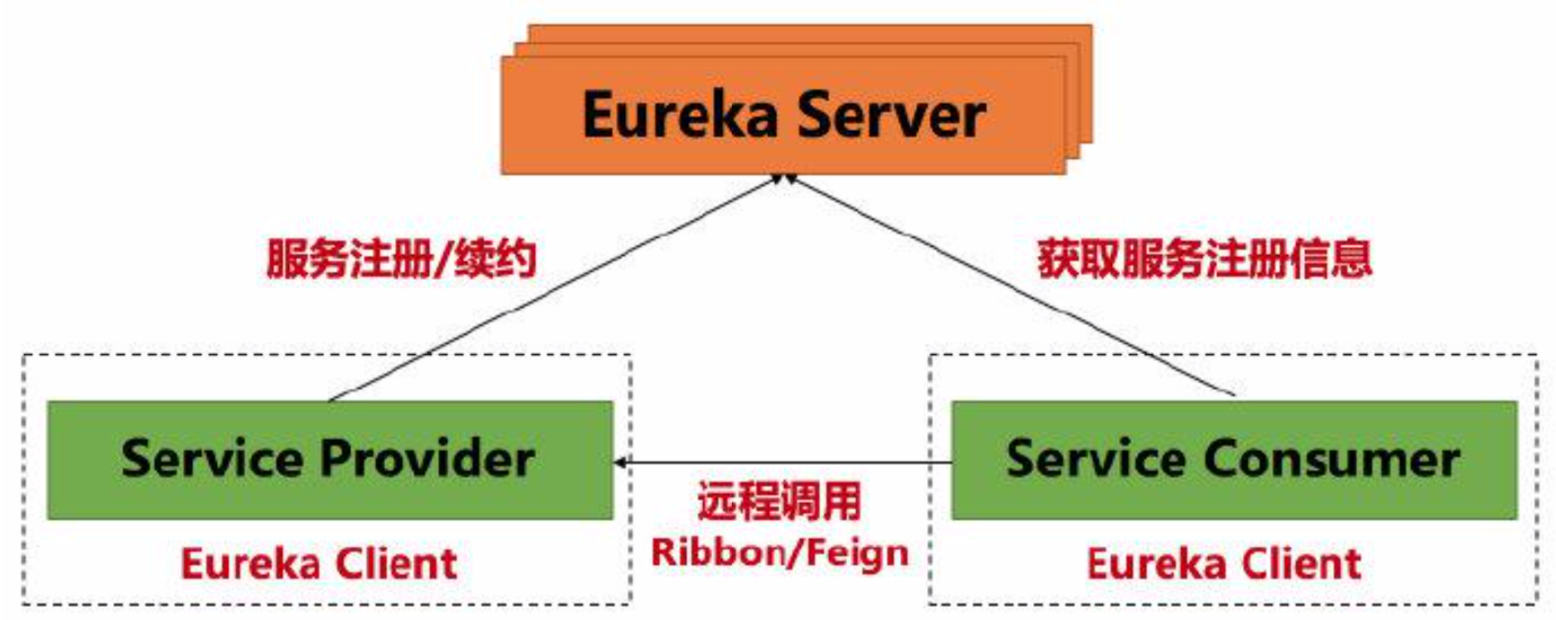 Eureka Server
服务注册/续约
获取服务注册信息
Service Provider
Service Consumer
远程调用
Ribbon/Feign
Eureka Client
Eureka Client